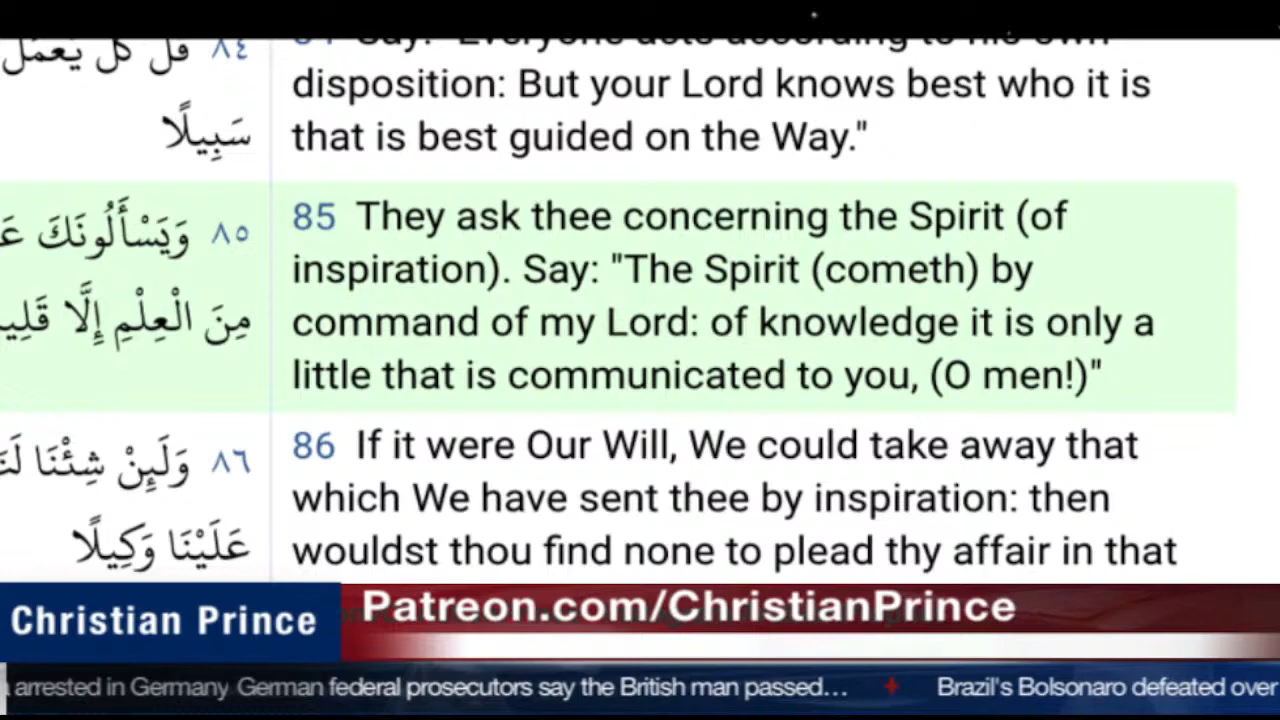 قل كل يعمل ٨٤
سَبِيلًا
disposition: But your Lord knows best who it is
that is best guided on the Way."
وَيَسْأَلُونَكَ ٨٥
مِنَ الْعِلْمِ إِلَّا
85 They ask thee concerning the Spirit (of
inspiration). Say: "The Spirit (cometh) by
command of my Lord: of knowledge it is only a
little that is communicated to you, (O men!)"
وَلَئِنْ شِئْنَا ٨٦
عَلَيْنَا وَكِيلًا
86 If it were Our Will, We could take away that
which We have sent thee by inspiration: then
wouldst thou find none to plead thy affair in that
Christian Prince
Patreon.com/ChristianPrince
arrested in Germany German federal prosecutors say the British man passed... Brazil's Bolsonaro defeated over